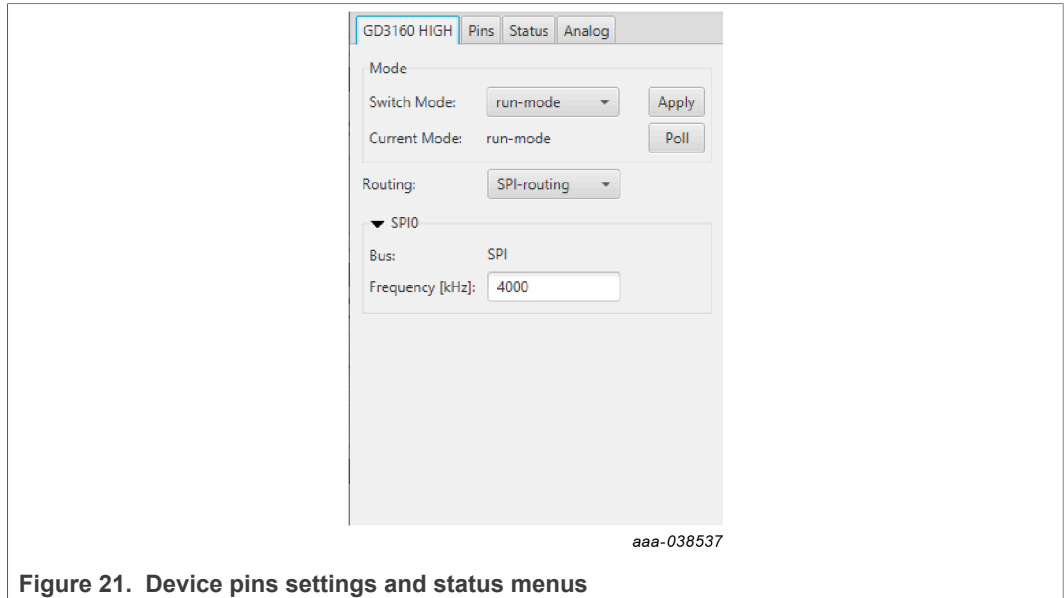 GD3160 HIGH Pins Status Analog
Mode
Switch Mode: run-mode Apply
Current Mode: run-mode Poll
Routing: SPI-routing
SPI0
Bus: SPI
Frequency [kHz]: 4000
aaa-038537
Figure 21. Device pins settings and status menus